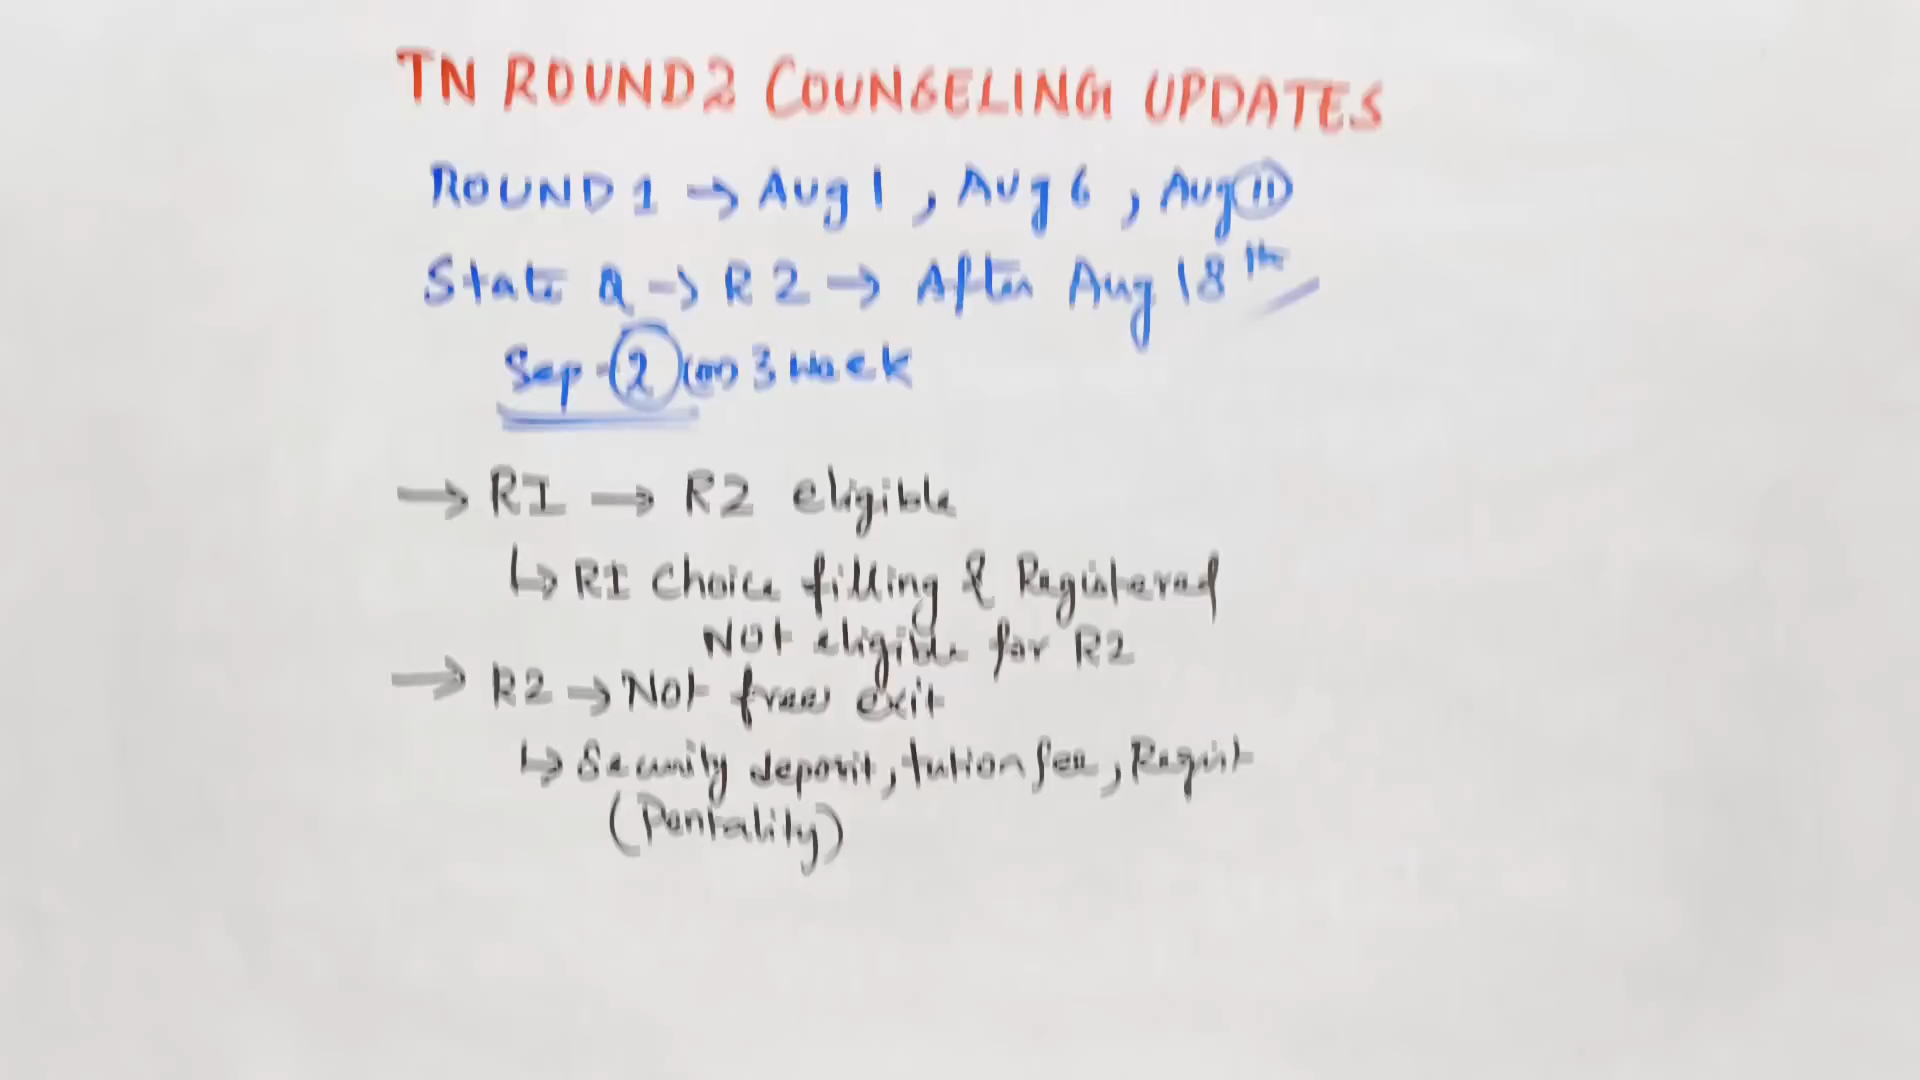 TN ROUND2 COUNSELING UPDATES
ROUND 1 → Aug 1 , Aug 6 , Aug 11
State Q → R2 → After Aug 18th
Sep - 2 (or) 3 week
→ R1 → R2 eligible
↳ R1 Choice filling & Registered
Not eligible for R2
→ R2 → Not free exit
↳ Security deposit, tution fee, Regist
(Pentality)